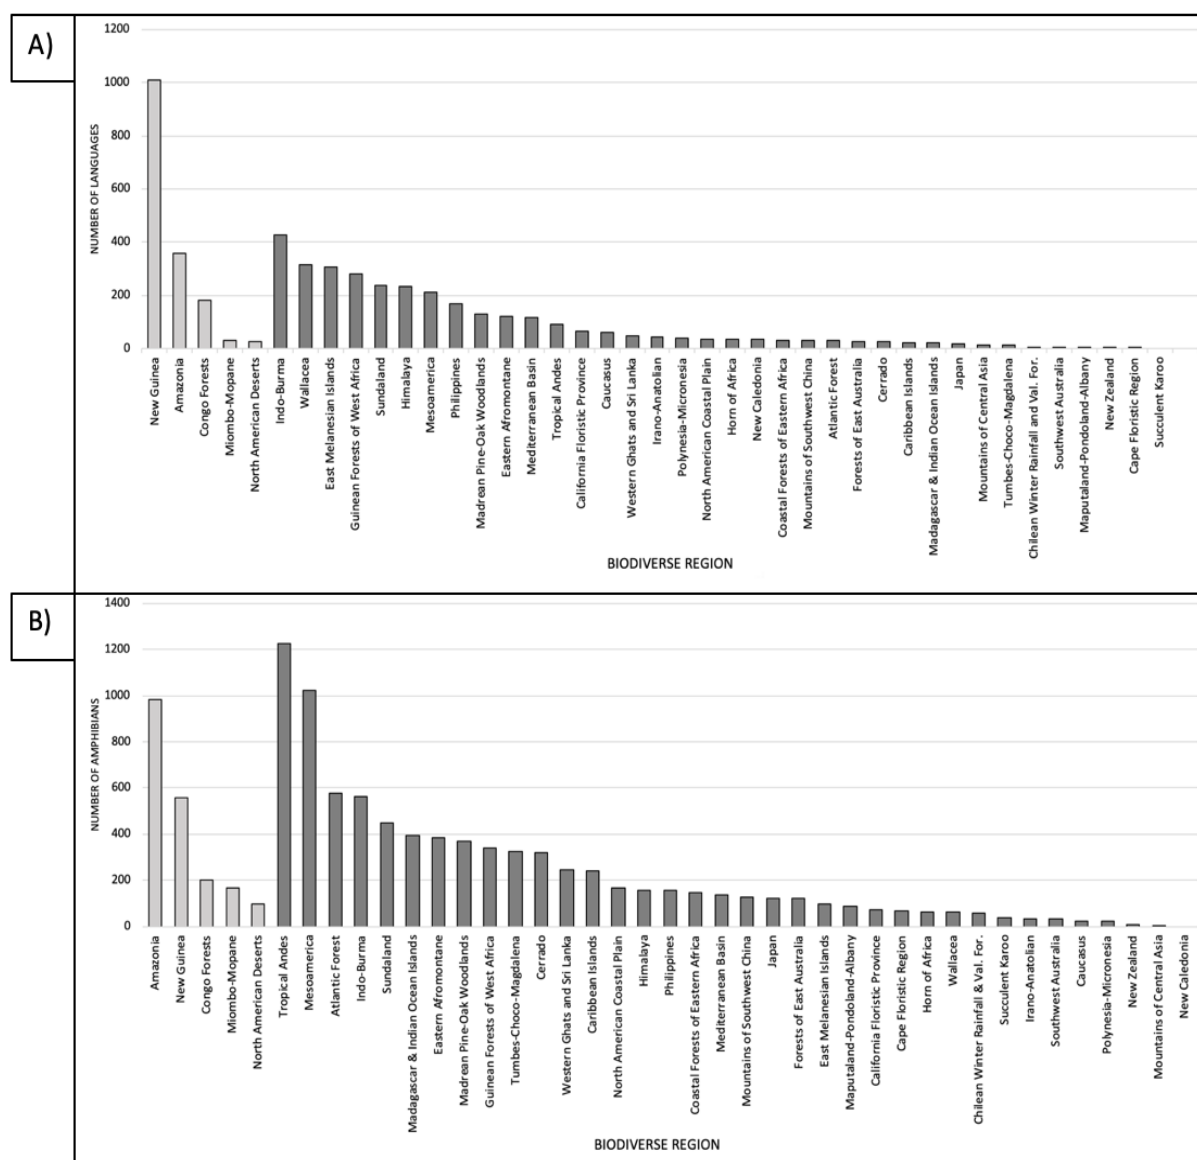 A)
NUMBER OF LANGUAGES
1200
1000
800
600
400
200
0
New Guinea
Amazonia
Congo Forests
Miombo-Mopane
North American Deserts
Indo-Burma
Wallacea
East Melanesian Islands
Guinean Forests of West Africa
Sundaland
Himalaya
Mesoamerica
Philippines
Madrean Pine-Oak Woodlands
Eastern Afromontane
Mediterranean Basin
Tropical Andes
California Floristic Province
Caucasus
Western Ghats and Sri Lanka
Irano-Anatolian
Polynesia-Micronesia
North American Coastal Plain
Horn of Africa
New Caledonia
Coastal Forests of Eastern Africa
Mountains of Southwest China
Atlantic Forest
Forests of East Australia
Cerrado
Caribbean Islands
Madagascar & Indian Ocean Islands
Japan
Mountains of Central Asia
Tumbes-Choco-Magdalena
Chilean Winter Rainfall and Val. For.
Southwest Australia
Maputaland-Pondoland-Albany
New Zealand
Cape Floristic Region
Succulent Karoo
BIODIVERSE REGION
B)
NUMBER OF AMPHIBIANS
1400
1200
1000
800
600
400
200
0
Amazonia
New Guinea
Congo Forests
Miombo-Mopane
North American Deserts
Tropical Andes
Mesoamerica
Atlantic Forest
Indo-Burma
Sundaland
Madagascar & Indian Ocean Islands
Eastern Afromontane
Madrean Pine-Oak Woodlands
Guinean Forests of West Africa
Tumbes-Choco-Magdalena
Cerrado
Western Ghats and Sri Lanka
Caribbean Islands
North American Coastal Plain
Himalaya
Philippines
Coastal Forests of Eastern Africa
Mediterranean Basin
Mountains of Southwest China
Japan
Forests of East Australia
East Melanesian Islands
Maputaland-Pondoland-Albany
California Floristic Province
Cape Floristic Region
Horn of Africa
Wallacea
Chilean Winter Rainfall & Val. For.
Succulent Karoo
Irano-Anatolian
Southwest Australia
Caucasus
Polynesia-Micronesia
New Zealand
Mountains of Central Asia
New Caledonia
BIODIVERSE REGION